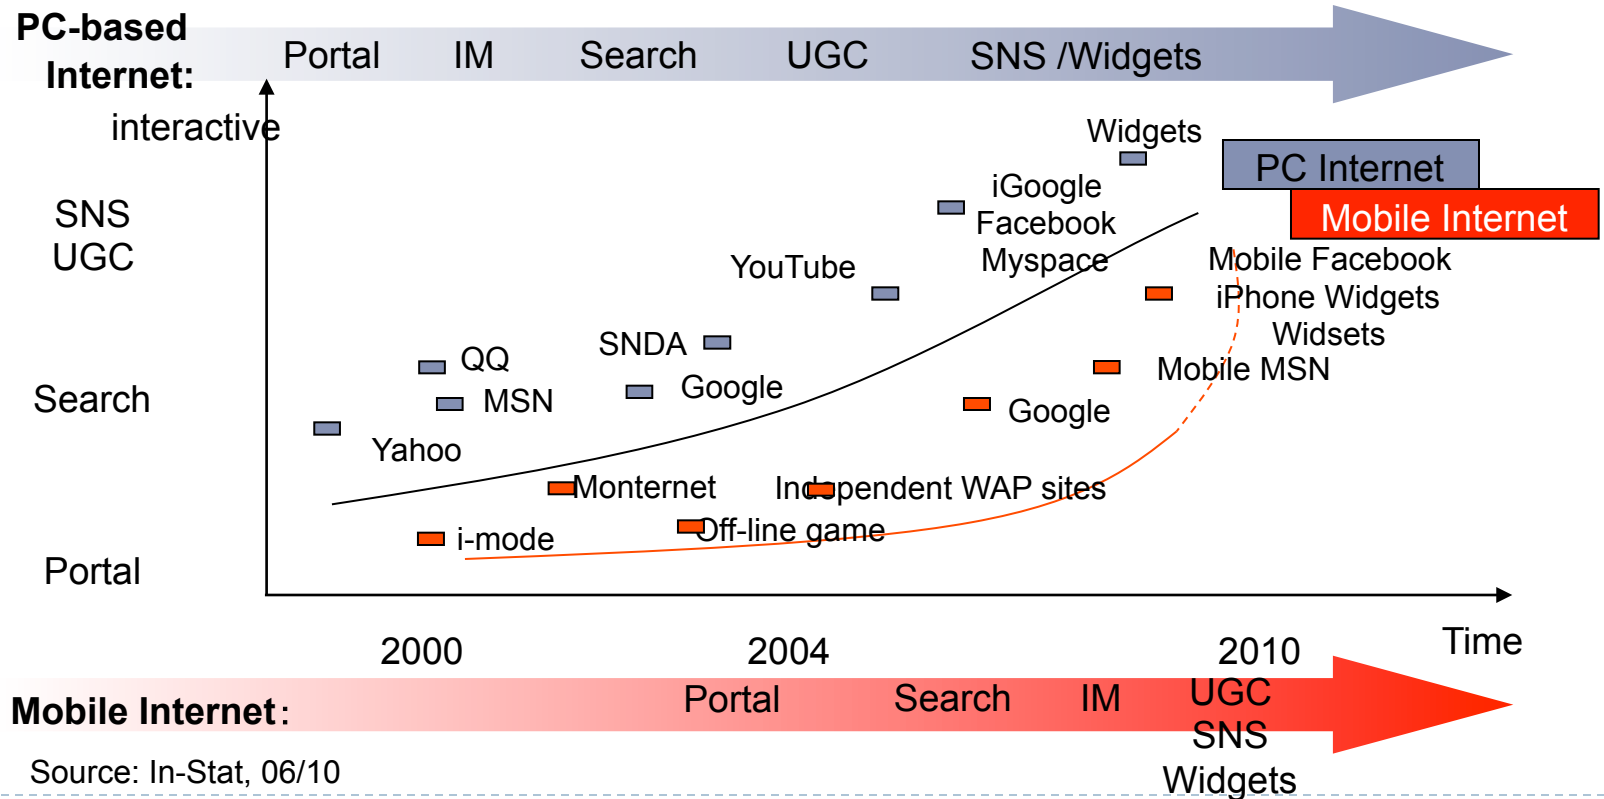 PC-based
Internet:
Portal IM Search UGC SNS /Widgets
interactive
Widgets
PC Internet
iGoogle
Facebook
Myspace
SNS
UGC
Mobile Internet
YouTube
Mobile Facebook
iPhone Widgets
Widsets
SNDA
QQ
Mobile MSN
Google
MSN
Search
Google
Yahoo
Monternet
Independent WAP sites
Off-line game
i-mode
Portal
2000 2004 2010 Time
Mobile Internet:
Portal Search IM UGC
SNS
Widgets
Source: In-Stat, 06/10